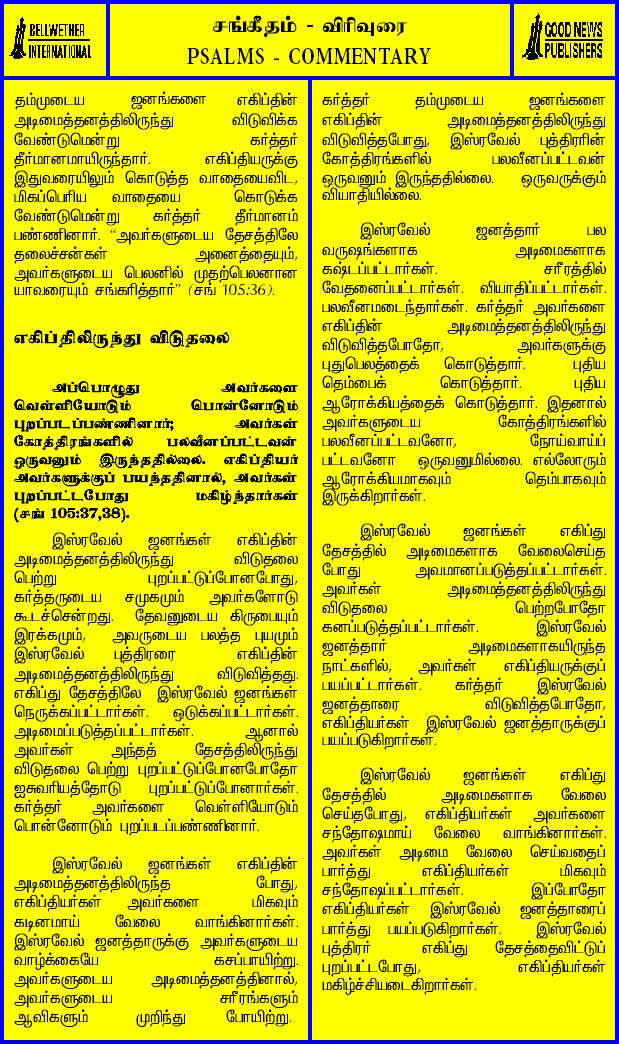 BELLWETHER
INTERNATIONAL
சங்கீதம் - விரிவுரை
PSALMS - COMMENTARY
GOOD NEWS
PUBLISHERS
தம்முடைய ஜனங்களை எகிப்தின்
அடிமைத்தனத்திலிருந்து விடுவிக்க
வேண்டுமென்று கர்த்தர்
தீர்மானமாயிருந்தார். எகிப்தியருக்கு
இதுவரையிலும் கொடுத்த வாதையைவிட,
மிகப்பெரிய வாதையை கொடுக்க
வேண்டுமென்று கர்த்தர் தீர்மானம்
பண்ணினார். “அவர்களுடைய தேசத்திலே
தலைச்சன்கள் அனைத்தையும்,
அவர்களுடைய பெலனில் முதற்பெலனான
யாவரையும் சங்கரித்தார்” (சங் 105:36).
எகிப்திலிருந்து விடுதலை
அப்பொழுது அவர்களை
வெள்ளியோடும் பொன்னோடும்
புறப்படப்பண்ணினார்; அவர்கள்
கோத்திரங்களில் பலவீனப்பட்டவன்
ஒருவனும் இருந்ததில்லை. எகிப்தியர்
அவர்களுக்குப் பயந்ததினால், அவர்கள்
புறப்பட்டபோது மகிழ்ந்தார்கள்
(சங் 105:37,38).
இஸ்ரவேல் ஜனங்கள் எகிப்தின்
அடிமைத்தனத்திலிருந்து விடுதலை
பெற்று புறப்பட்டுப்போனபோது,
கர்த்தருடைய சமுகமும் அவர்களோடு
கூடச்சென்றது. தேவனுடைய கிருபையும்
இரக்கமும், அவருடைய பலத்த புயமும்
இஸ்ரவேல் புத்திரரை எகிப்தின்
அடிமைத்தனத்திலிருந்து விடுவித்தது.
எகிப்து தேசத்திலே இஸ்ரவேல் ஜனங்கள்
நெருக்கப்பட்டார்கள். ஒடுக்கப்பட்டார்கள்.
அடிமைப்படுத்தப்பட்டார்கள். ஆனால்
அவர்கள் அந்தத் தேசத்திலிருந்து
விடுதலை பெற்று புறப்பட்டுப்போனபோதோ
ஐசுவரியத்தோடு புறப்பட்டுப்போனார்கள்.
கர்த்தர் அவர்களை வெள்ளியோடும்
பொன்னோடும் புறப்படப்பண்ணினார்.
இஸ்ரவேல் ஜனங்கள் எகிப்தின்
அடிமைத்தனத்திலிருந்த போது,
எகிப்தியர்கள் அவர்களை மிகவும்
கடினமாய் வேலை வாங்கினார்கள்.
இஸ்ரவேல் ஜனத்தாருக்கு அவர்களுடைய
வாழ்க்கையே கசப்பாயிற்று.
அவர்களுடைய அடிமைத்தனத்தினால்,
அவர்களுடைய சரீரங்களும்
ஆவிகளும் முறிந்து போயிற்று.
கர்த்தர் தம்முடைய ஜனங்களை
எகிப்தின் அடிமைத்தனத்திலிருந்து
விடுவித்தபோது, இஸ்ரவேல் புத்திரரின்
கோத்திரங்களில் பலவீனப்பட்டவன்
ஒருவனும் இருந்ததில்லை. ஒருவருக்கும்
வியாதியில்லை.
இஸ்ரவேல் ஜனத்தார் பல
வருஷங்களாக அடிமைகளாக
கஷ்டப்பட்டார்கள். சரீரத்தில்
வேதனைப்பட்டார்கள். வியாதிப்பட்டார்கள்.
பலவீனமடைந்தார்கள். கர்த்தர் அவர்களை
எகிப்தின் அடிமைத்தனத்திலிருந்து
விடுவித்தபோதோ, அவர்களுக்கு
புதுபெலத்தைக் கொடுத்தார். புதிய
தெம்பைக் கொடுத்தார். புதிய
ஆரோக்கியத்தைக் கொடுத்தார். இதனால்
அவர்களுடைய கோத்திரங்களில்
பலவீனப்பட்டவனோ, நோய்வாய்ப்
பட்டவனோ ஒருவனுமில்லை. எல்லோரும்
ஆரோக்கியமாகவும் தெம்பாகவும்
இருக்கிறார்கள்.
இஸ்ரவேல் ஜனங்கள் எகிப்து
தேசத்தில் அடிமைகளாக வேலைசெய்த
போது அவமானப்படுத்தப்பட்டார்கள்.
அவர்கள் அடிமைத்தனத்திலிருந்து
விடுதலை பெற்றபோதோ
கனப்படுத்தப்பட்டார்கள். இஸ்ரவேல்
ஜனத்தார் அடிமைகளாகயிருந்த
நாட்களில், அவர்கள் எகிப்தியருக்குப்
பயப்பட்டார்கள். கர்த்தர் இஸ்ரவேல்
ஜனத்தாரை விடுவித்தபோதோ,
எகிப்தியர்கள் இஸ்ரவேல் ஜனத்தாருக்குப்
பயப்படுகிறார்கள்.
இஸ்ரவேல் ஜனங்கள் எகிப்து
தேசத்தில் அடிமைகளாக வேலை
செய்தபோது, எகிப்தியர்கள் அவர்களை
சந்தோஷமாய் வேலை வாங்கினார்கள்.
அவர்கள் அடிமை வேலை செய்வதைப்
பார்த்து எகிப்தியர்கள் மிகவும்
சந்தோஷப்பட்டார்கள். இப்போதோ
எகிப்தியர்கள் இஸ்ரவேல் ஜனத்தாரைப்
பார்த்து பயப்படுகிறார்கள். இஸ்ரவேல்
புத்திரர் எகிப்து தேசத்தைவிட்டுப்
புறப்பட்டபோது, எகிப்தியர்கள்
மகிழ்ச்சியடைகிறார்கள்.